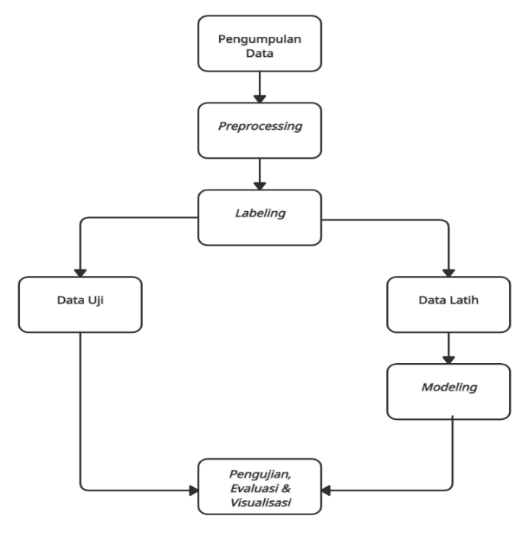 Pengumpulan
Data
Preprocessing
Labeling
Data Uji
Data Latih
Modeling
Pengujian,
Evaluasi &
Visualisasi